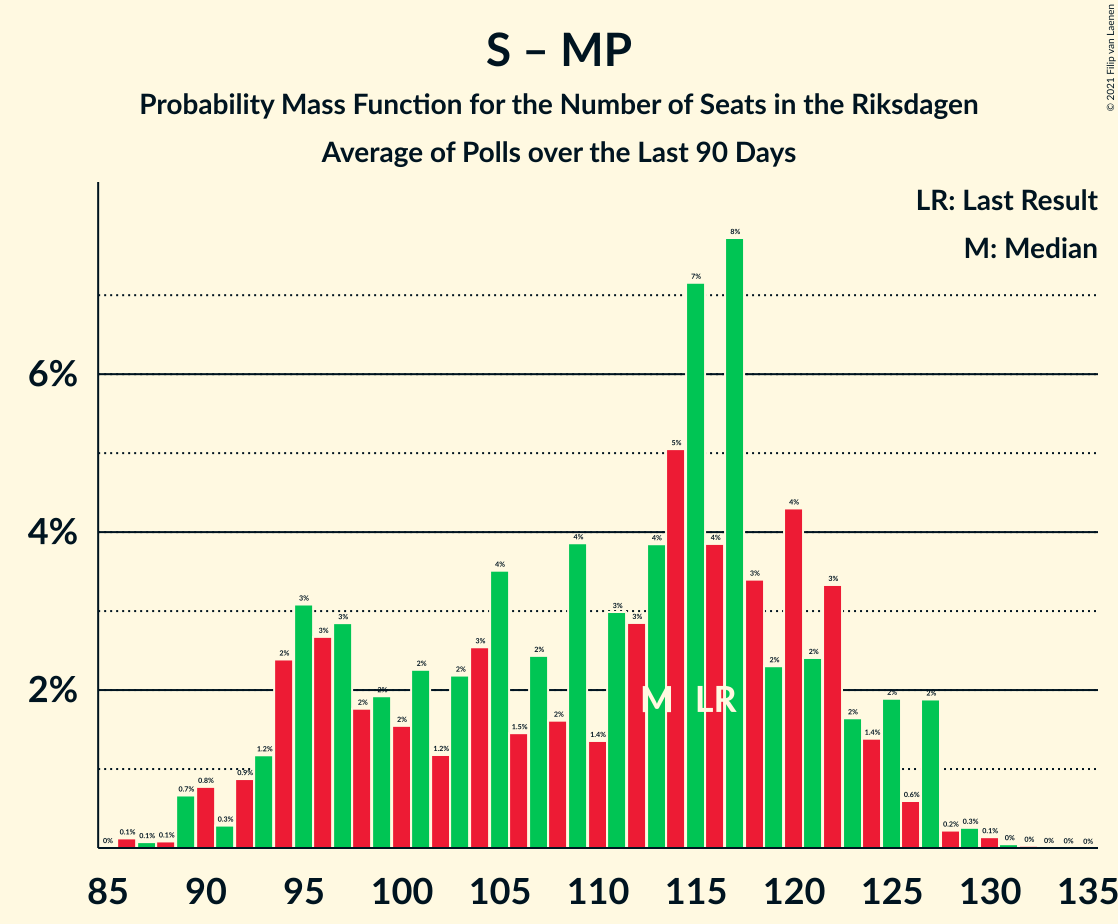 S – MP
Probability Mass Function for the Number of Seats in the Riksdagen
Average of Polls over the Last 90 Days
© 2021 Filip van Laenen
LR: Last Result
M: Median
6%
4%
2%
0% 0.1% 0.1% 0.1% 0.7% 0.8% 0.3% 0.9% 1.2% 2% 3% 3% 3% 2% 2% 2% 2% 1.2% 2% 3% 4% 1.5% 2% 2% 4% 1.4% 3% 3% 4% 5% 7% 4% 8% 3% 2% 4% 2% 3% 2% 1.4% 2% 0.6% 2% 0.2% 0.3% 0.1% 0% 0% 0% 0% 0%
M LR
85 90 95 100 105 110 115 120 125 130 135